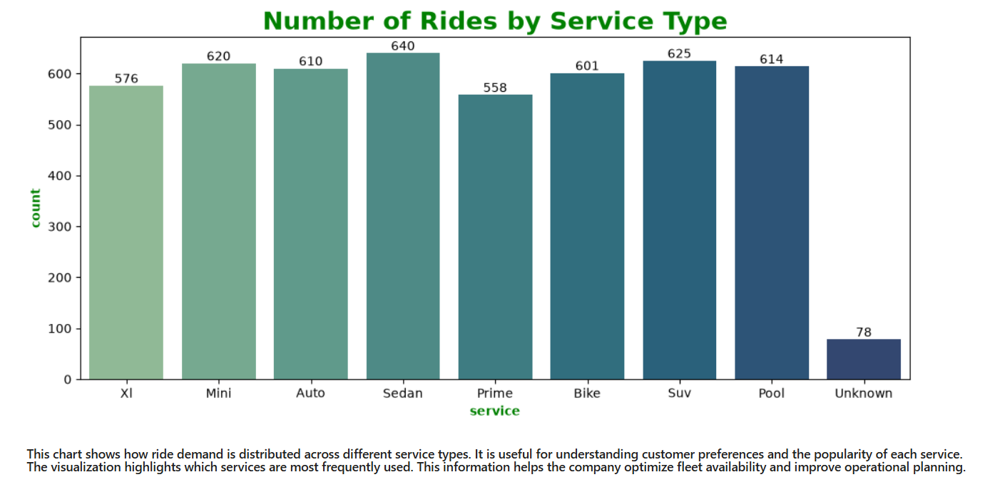 Number of Rides by Service Type
576
620
610
640
558
601
625
614
78
600
500
400
300
200
100
0
count
Xl
Mini
Auto
Sedan
Prime
Bike
Suv
Pool
Unknown
service
This chart shows how ride demand is distributed across different service types. It is useful for understanding customer preferences and the popularity of each service.
The visualization highlights which services are most frequently used. This information helps the company optimize fleet availability and improve operational planning.